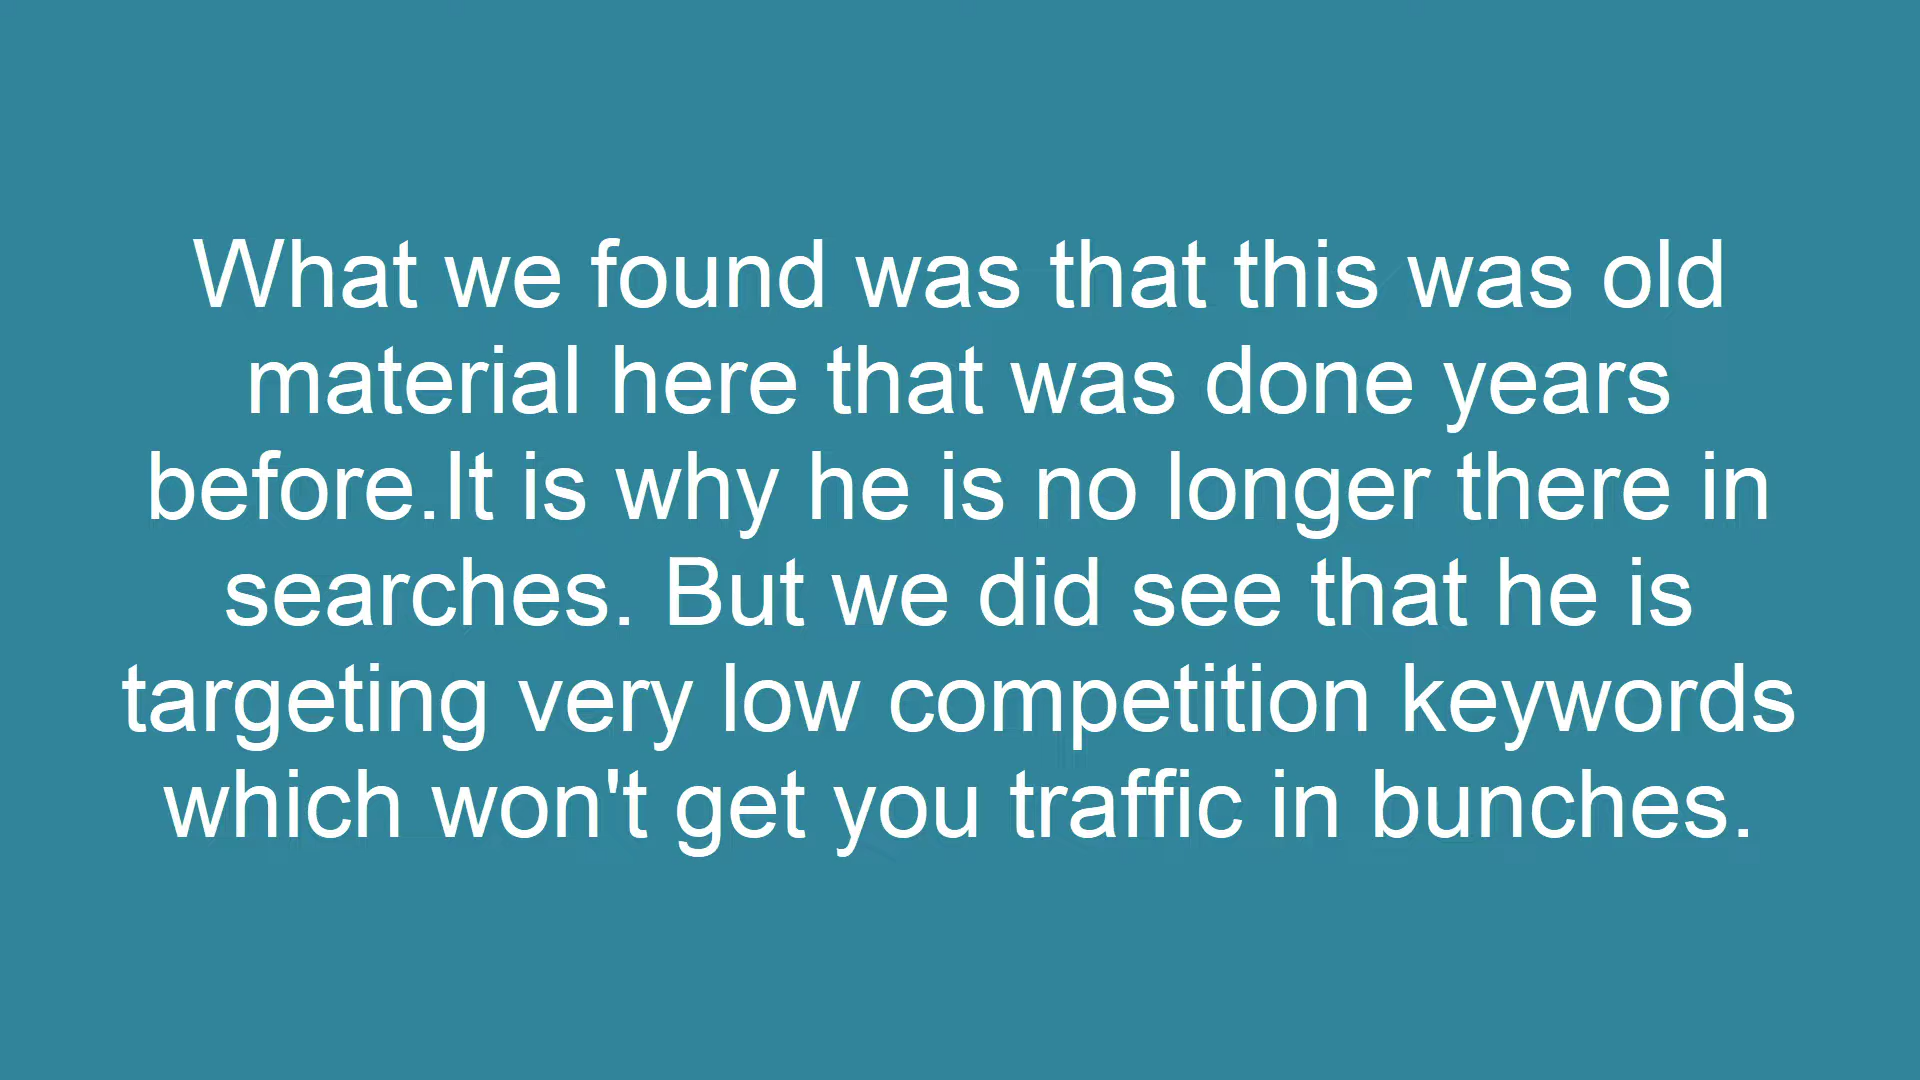 What we found was that this was old
material here that was done years
before.It is why he is no longer there in
searches. But we did see that he is
targeting very low competition keywords
which won't get you traffic in bunches.